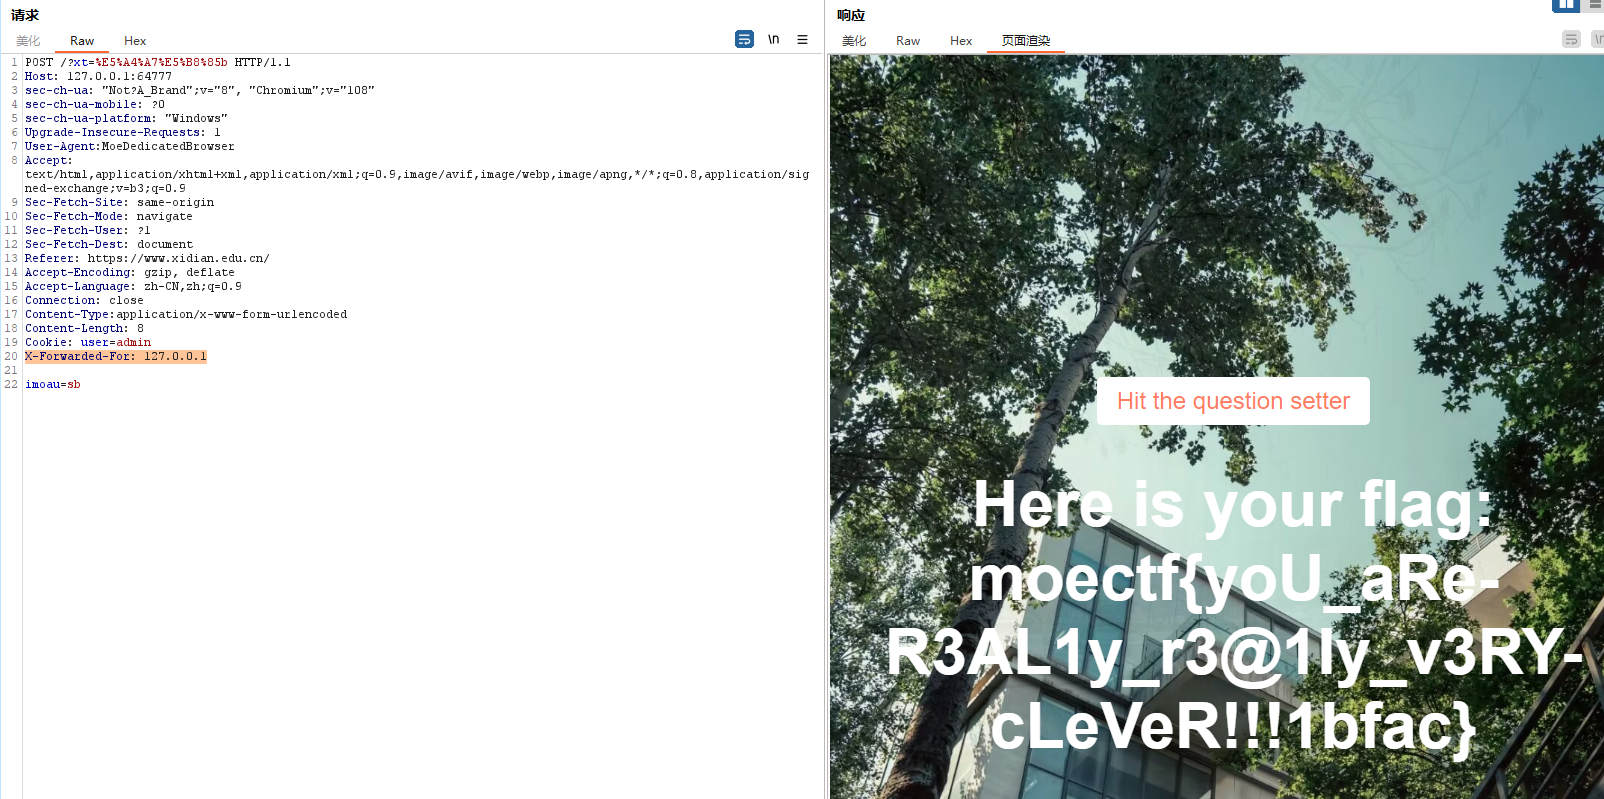 请求
美化 Raw Hex
\n
1 POST /?xt=%E5%A4%A7%E5%B8%85b HTTP/1.1
2 Host: 127.0.0.1:64777
3 sec-ch-ua: "Not?A_Brand";v="8", "Chromium";v="108"
4 sec-ch-ua-mobile: ?0
5 sec-ch-ua-platform: "Windows"
6 Upgrade-Insecure-Requests: 1
7 User-Agent:MoeDedicatedBrowser
8 Accept:
text/html,application/xhtml+xml,application/xml;q=0.9,image/avif,image/webp,image/apng,*/*;q=0.8,application/sig
ned-exchange;v=b3;q=0.9
9 Sec-Fetch-Site: same-origin
10 Sec-Fetch-Mode: navigate
11 Sec-Fetch-User: ?1
12 Sec-Fetch-Dest: document
13 Referer: https://www.xidian.edu.cn/
14 Accept-Encoding: gzip, deflate
15 Accept-Language: zh-CN,zh;q=0.9
16 Connection: close
17 Content-Type:application/x-www-form-urlencoded
18 Content-Length: 8
19 Cookie: user=admin
20 X-Forwarded-For: 127.0.0.1
21
22 imoau=sb
响应
美化 Raw Hex 页面渲染
\n
Hit the question setter
Here is your flag:
moectf{yoU_aRe-
R3AL1y_r3@1ly_v3RY-
cLeVeR!!!1bfac}